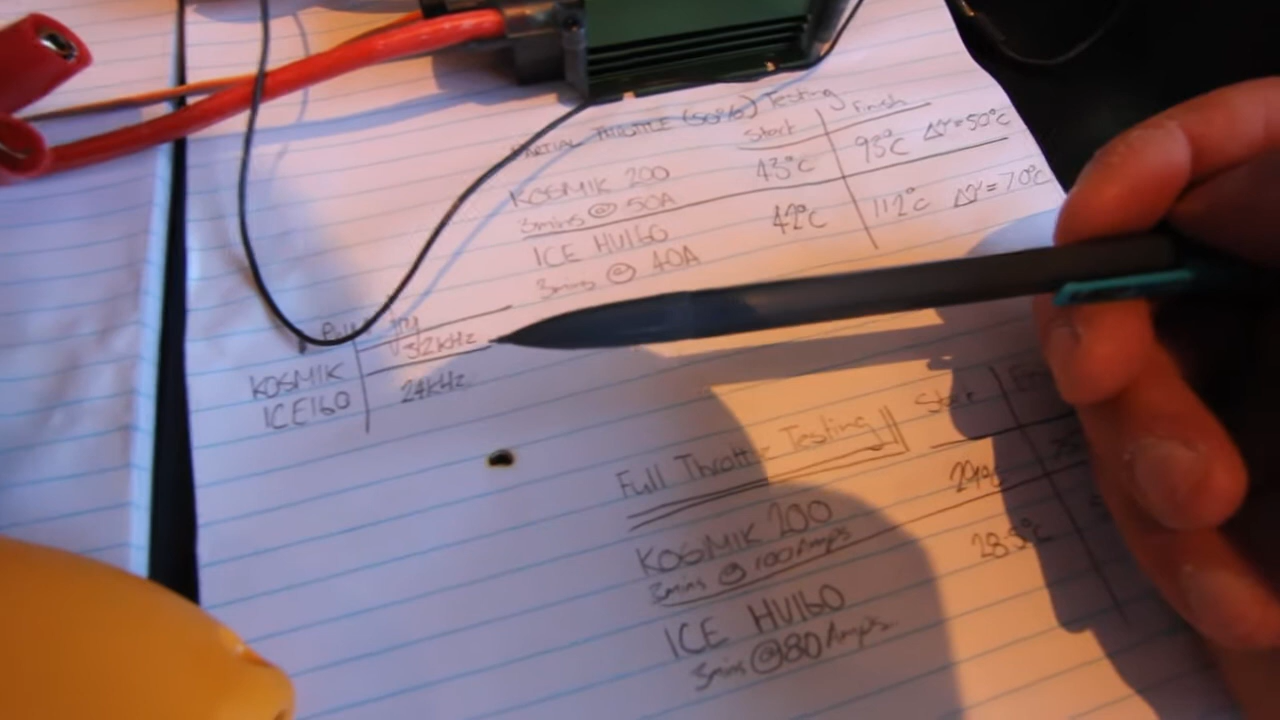 PARTIAL THROTTLE (50%) Testing
Start Finish
KOSMIK 200 43°C 93°C ΔT=50°C
3mins @ 50A
ICE HV160 42°C 112°C ΔT=70°C
3mins @ 40A
32KHz
KOSMIK
ICE160 24KHz
Full Throttle Testing Start
KOSMIK 200 29°C
3mins @ 100Amps
ICE HV160 28.5°C
3mins @ 80Amps